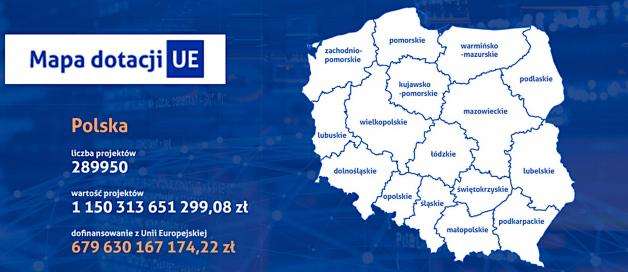 Mapa dotacji UE
Polska
liczba projektów
289950
wartość projektów
1 150 313 651 299,08 zł
dofinansowanie z Unii Europejskiej
679 630 167 174,22 zł
pomorskie
zachodnio-
pomorskie
warmińsko
-mazurskie
podlaskie
kujawsko
-pomorskie
mazowieckie
wielkopolskie
lubuskie
łódzkie
dolnośląskie
lubelskie
opolskie
śląskie
świętokrzyskie
małopolskie
podkarpackie